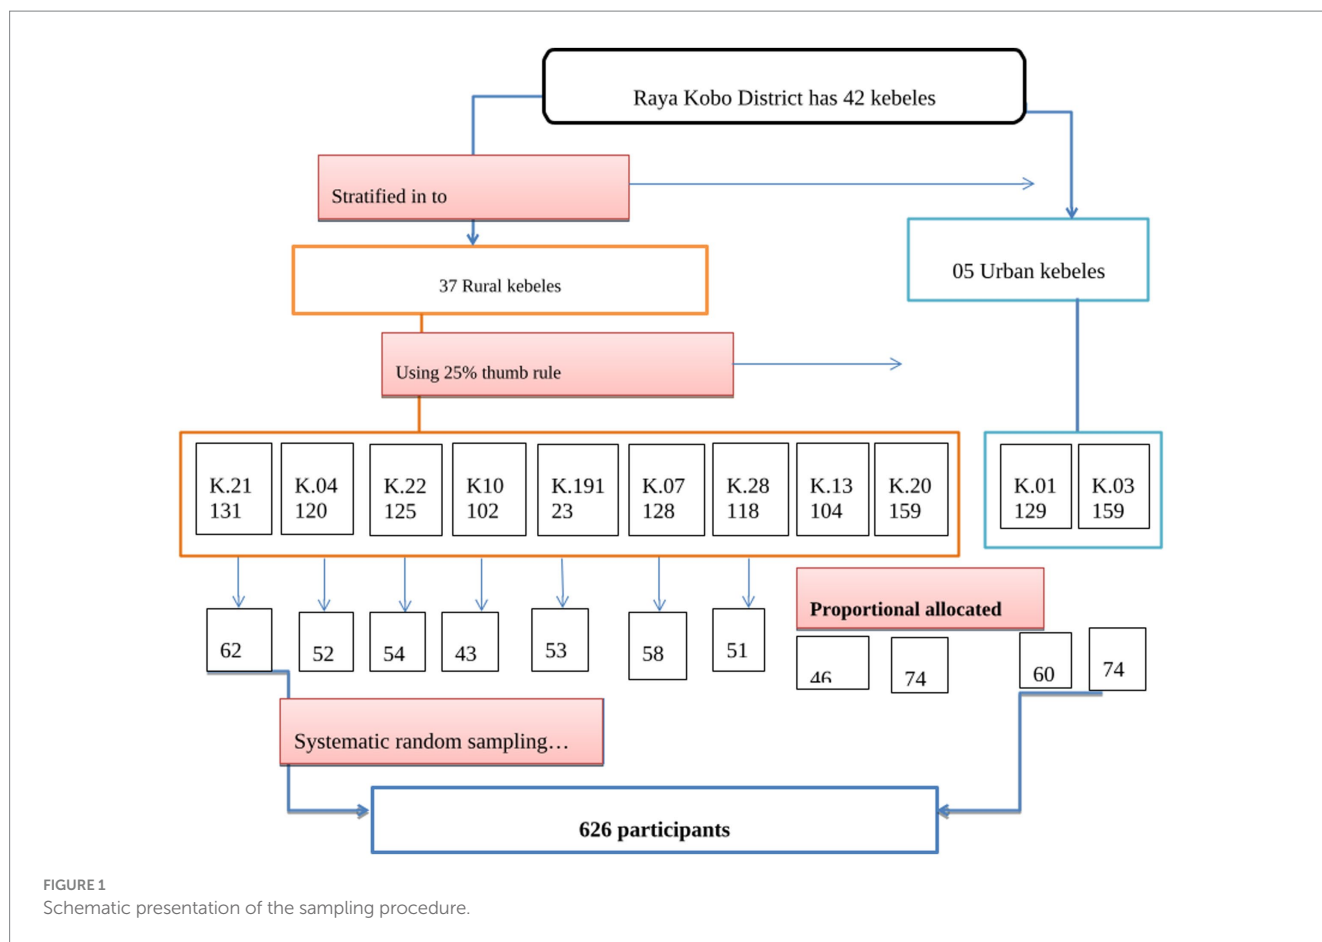 Raya Kobo District has 42 kebeles
Stratified in to
05 Urban kebeles
37 Rural kebeles
Using 25% thumb rule
K.21
131
K.04
120
K.22
125
K10
102
K.191
23
K.07
128
K.28
118
K.13
104
K.20
159
K.01
129
K.03
159
Proportional allocated
62
52
54
43
53
58
51
46
74
60
74
Systematic random sampling…
626 participants
FIGURE 1
Schematic presentation of the sampling procedure.